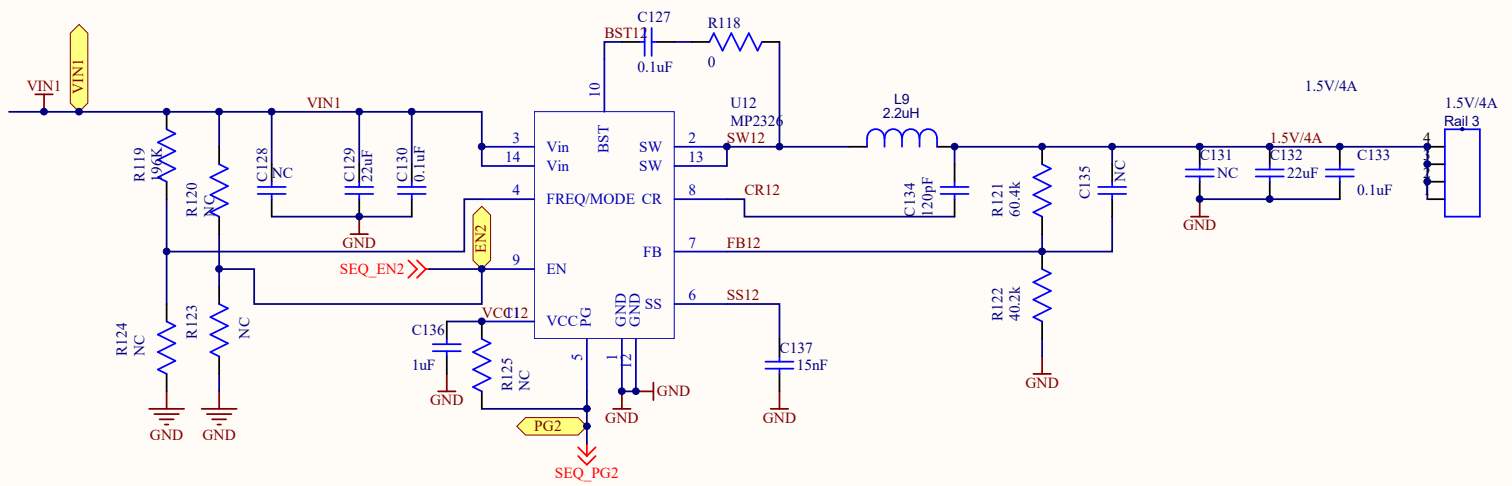 C127
R118
BST12
0.1uF
0
10
VIN1
VIN1
VIN1
U12
MP2326
L9
2.2uH
1.5V/4A
1.5V/4A
Rail 3
BST
3
Vin
SW
2
SW12
14
Vin
SW
13
4
FREQ/MODE
CR
8
CR12
FB
7
FB12
9
EN
SS
6
SS12
VCC
PG
GND
GND
5
1
12
R119
196K
R120
NC
C128
NC
C129
22uF
C130
0.1uF
GND
EN2
SEQ_EN2
R124
NC
R123
NC
GND
GND
C136
1uF
GND
R125
NC
PG2
SEQ_PG2
GND
GND
C137
15nF
GND
C134
120pF
R121
60.4k
C135
NC
R122
40.2k
GND
1.5V/4A
C131
NC
C132
22uF
C133
0.1uF
GND
4
1